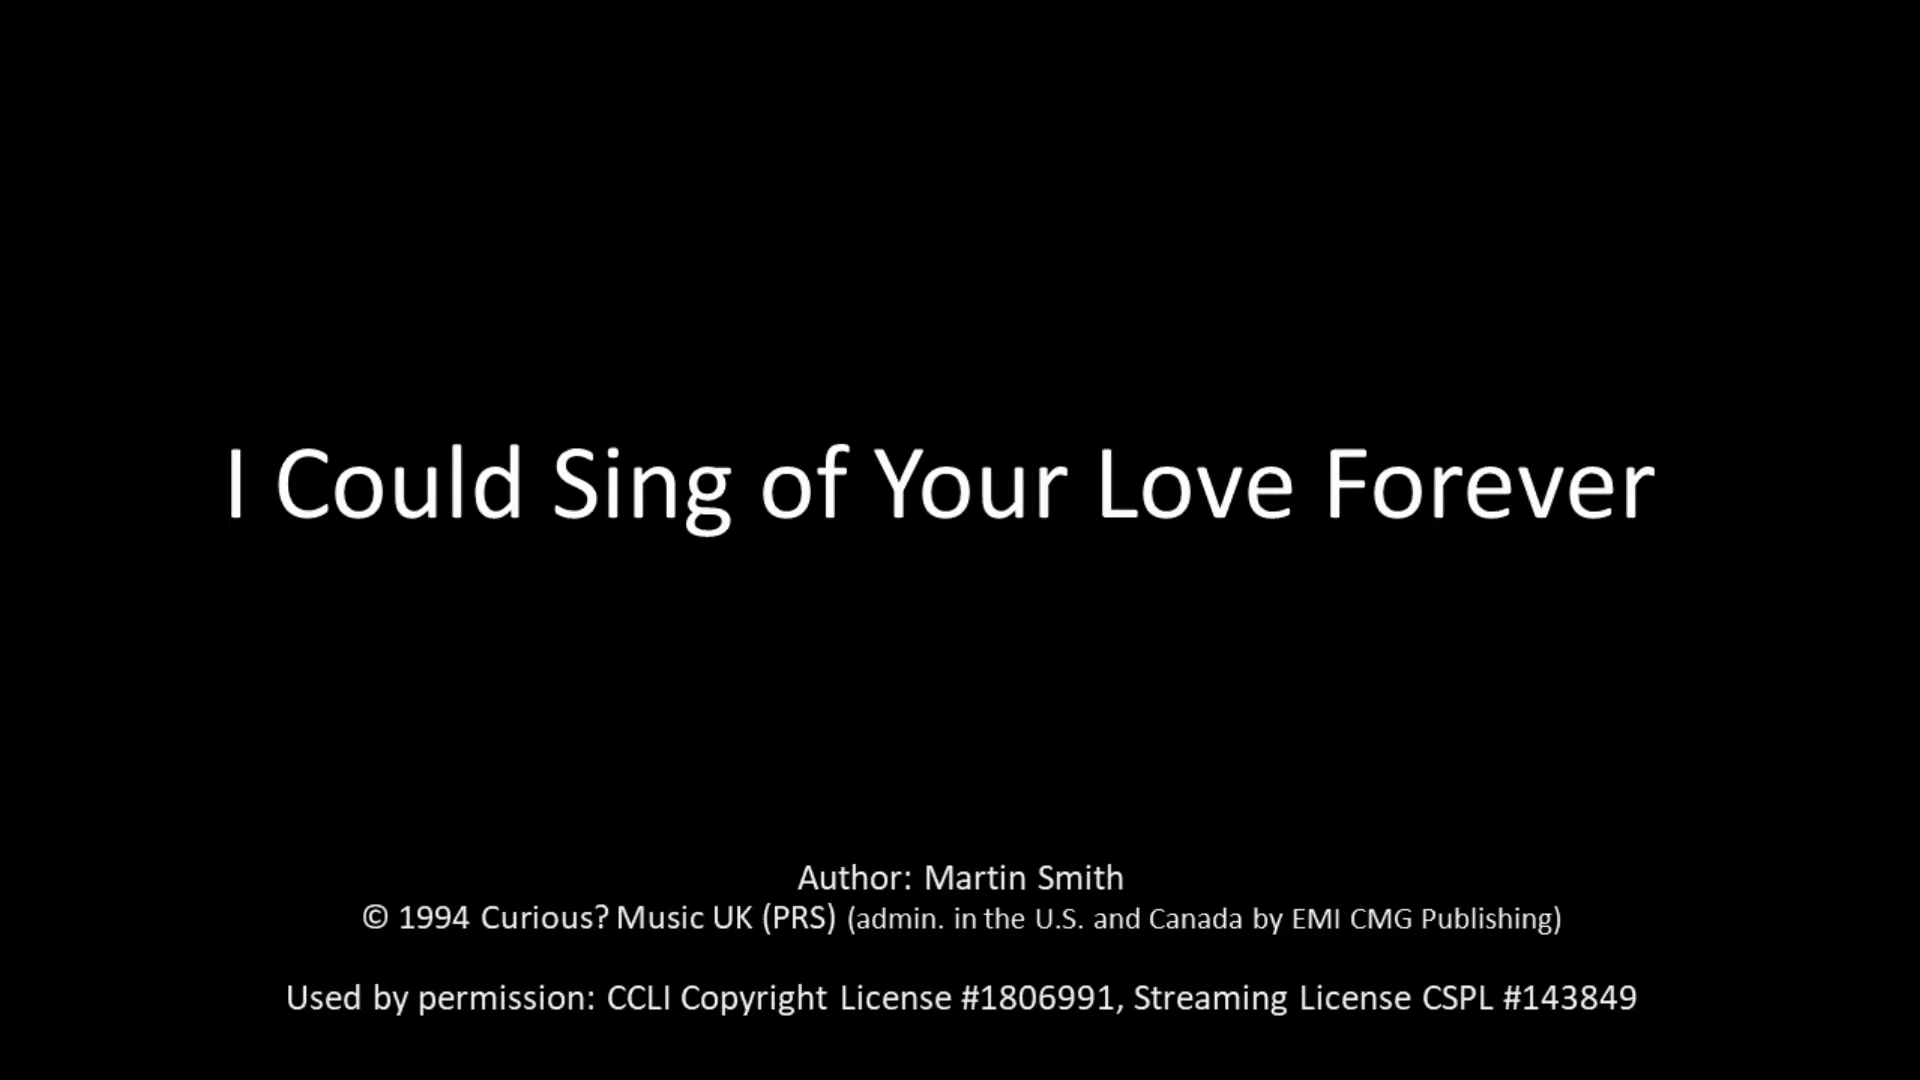 I Could Sing of Your Love Forever
Author: Martin Smith
© 1994 Curious? Music UK (PRS) (admin. in the U.S. and Canada by EMI CMG Publishing)
Used by permission: CCLI Copyright License #1806991, Streaming License CSPL #143849